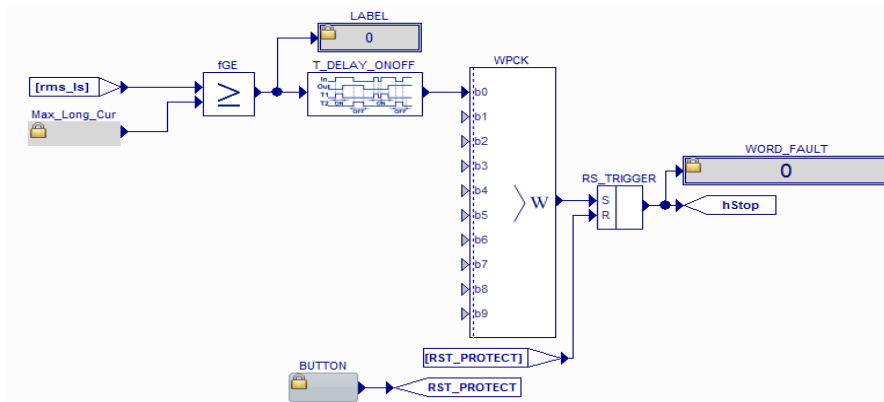 LABEL
0
fGE
≥
[rms_Is]
Max_Long_Cur
T_DELAY_ONOFF
In
Out
T1
T2
ON
OFF
ON
OFF
WPCK
b0
b1
b2
b3
b4
b5
b6
b7
b8
b9
W
RS_TRIGGER
S
R
WORD_FAULT
0
hStop
[RST_PROTECT]
BUTTON
RST_PROTECT